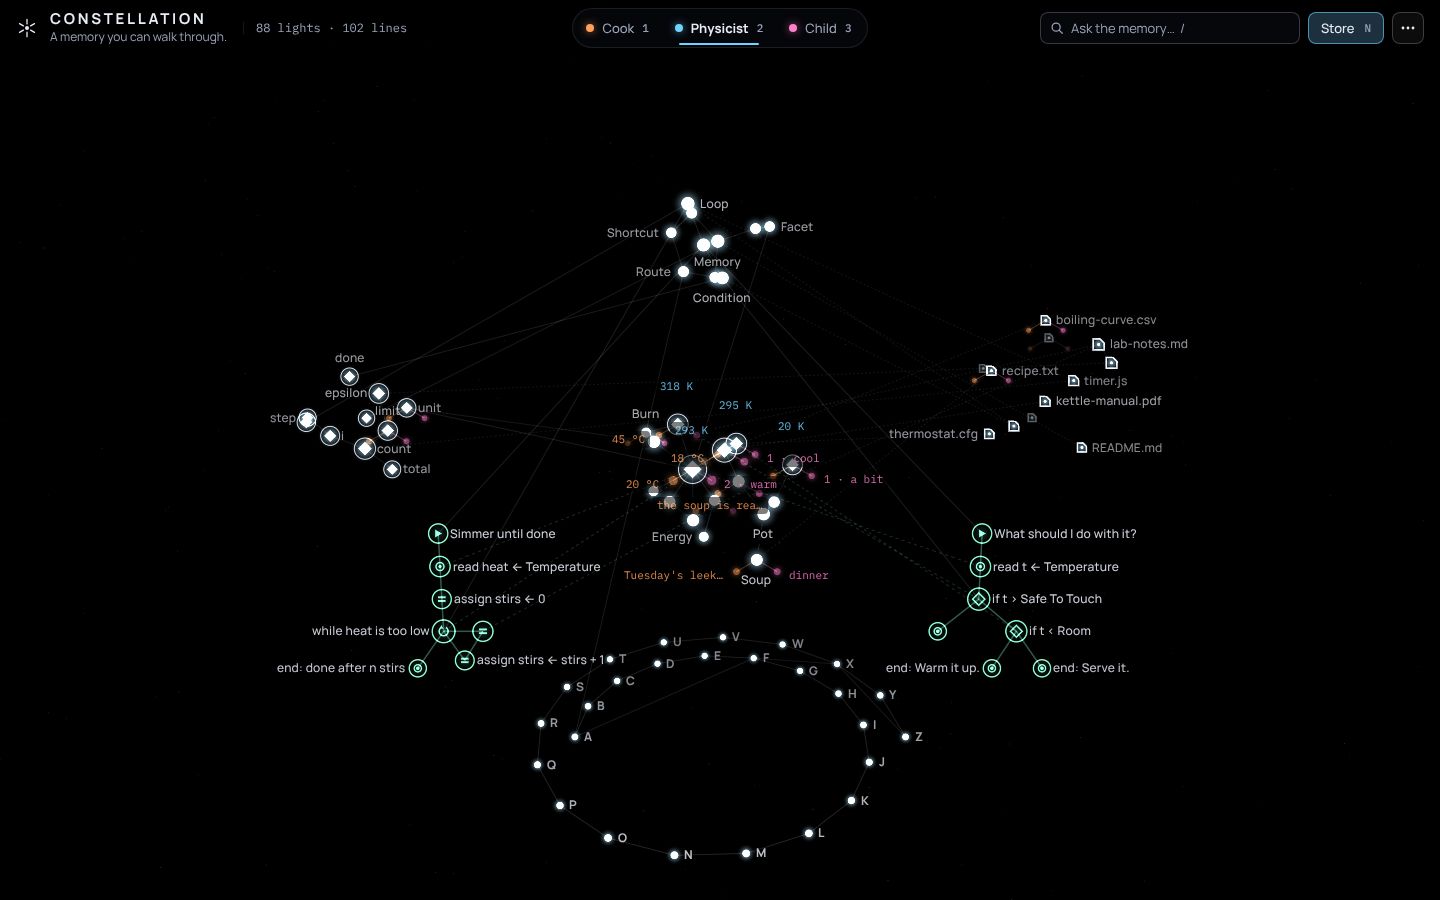 CONSTELLATION
A memory you can walk through.
88 lights · 102 lines
Cook 1
Physicist 2
Child 3
Ask the memory… /
Store N
Loop
Shortcut
Facet
Memory
Route
Condition
boiling-curve.csv
lab-notes.md
recipe.txt
timer.js
kettle-manual.pdf
thermostat.cfg
README.md
done
epsilon
limit
unit
step
i
count
total
318 K
295 K
Burn
293 K
20 K
45 °C
18 °C
1 · cool
20 °C
2 · warm
1 · a bit
the soup is rea…
Energy
Pot
Tuesday's leek…
Soup
dinner
Simmer until done
read heat ← Temperature
assign stirs ← 0
while heat is too low
assign stirs ← stirs + 1
end: done after n stirs
What should I do with it?
read t ← Temperature
if t > Safe To Touch
if t < Room
end: Warm it up.
end: Serve it.
A
B
C
D
E
F
G
H
I
J
K
L
M
N
O
P
Q
R
S
T
U
V
W
X
Y
Z